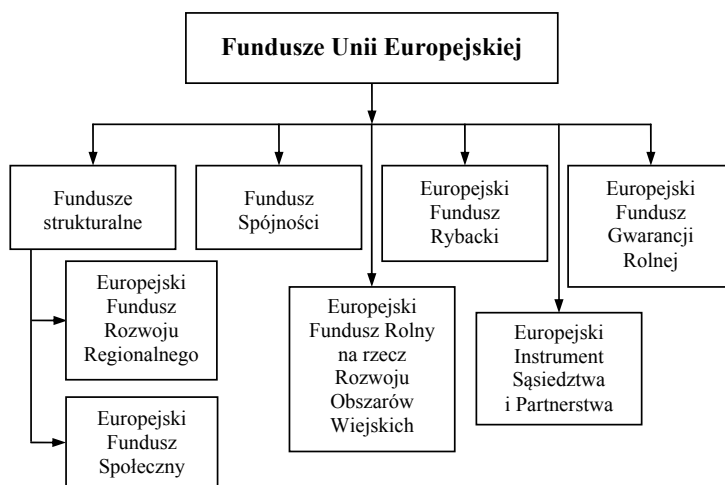 Fundusze Unii Europejskiej
Fundusze
strukturalne
Fundusz
Spójności
Europejski
Fundusz
Rybacki
Europejski
Fundusz
Gwarancji
Rolnej
Europejski
Fundusz
Rozwoju
Regionalnego
Europejski
Fundusz Rolny
na rzecz
Rozwoju
Obszarów
Wiejskich
Europejski
Instrument
Sąsiedztwa
i Partnerstwa
Europejski
Fundusz
Społeczny